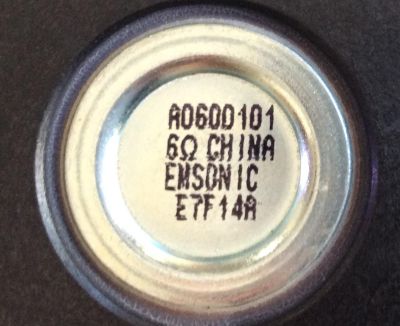 A060D101
6Ω CHINA
EMSONIC
E7F14A